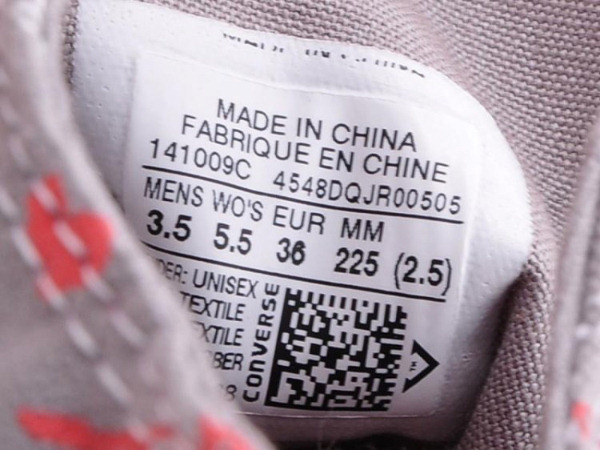 MADE IN CHINA
FABRIQUE EN CHINE
141009C 4548DQJR00505
MENS WO'S EUR MM
3.5 5.5 36 225 (2.5)
UNISEX
TEXTILE
CONVERSE